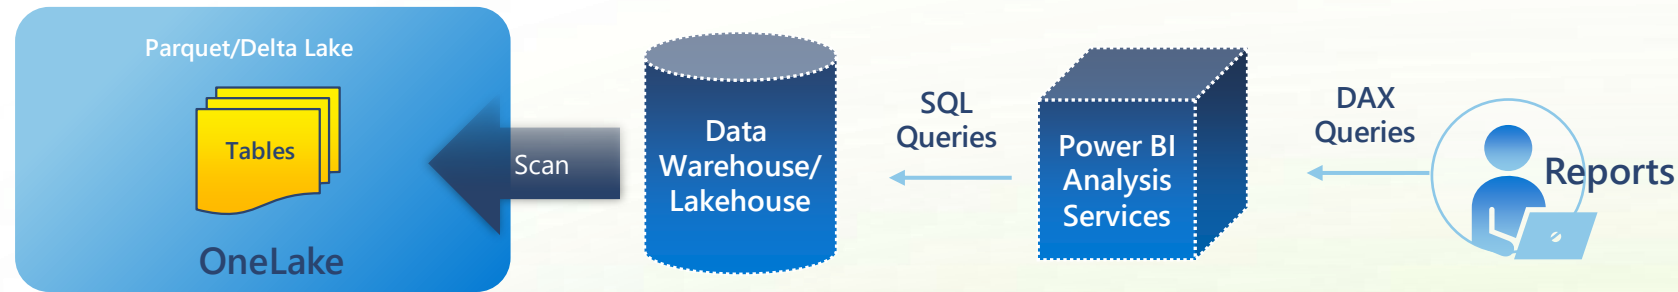 Parquet/Delta Lake
Tables
OneLake
Scan
Data
Warehouse/
Lakehouse
SQL
Queries
Power BI
Analysis
Services
DAX
Queries
Reports